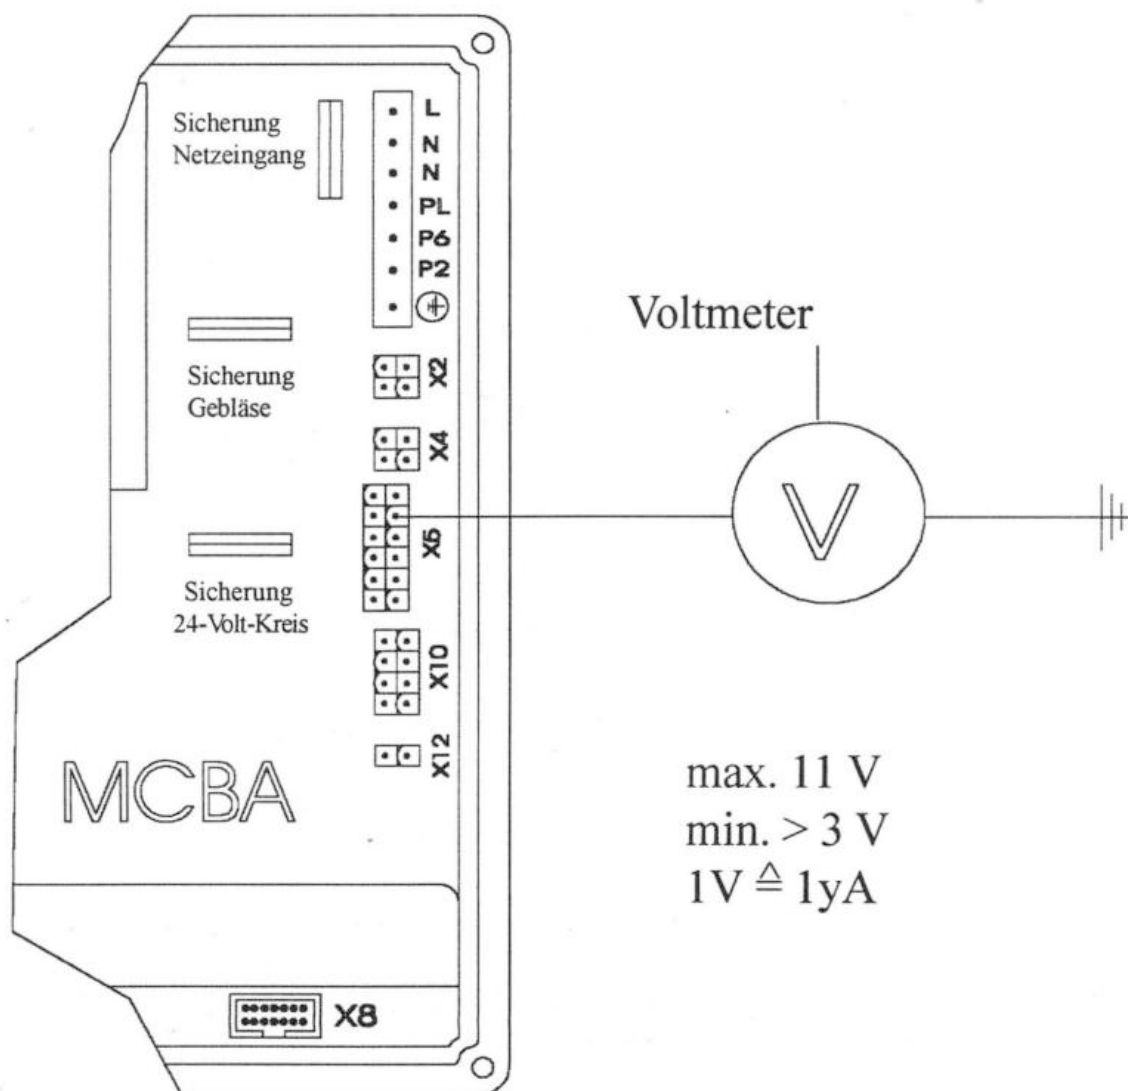 Sicherung
Netzeingang
L
N
N
PL
P6
P2
Sicherung
Gebläse
X2
X4
X6
Sicherung
24-Volt-Kreis
X10
X12
MCBA
X8
Voltmeter
V
max. 11 V
min. > 3 V
1V ≙ 1yA